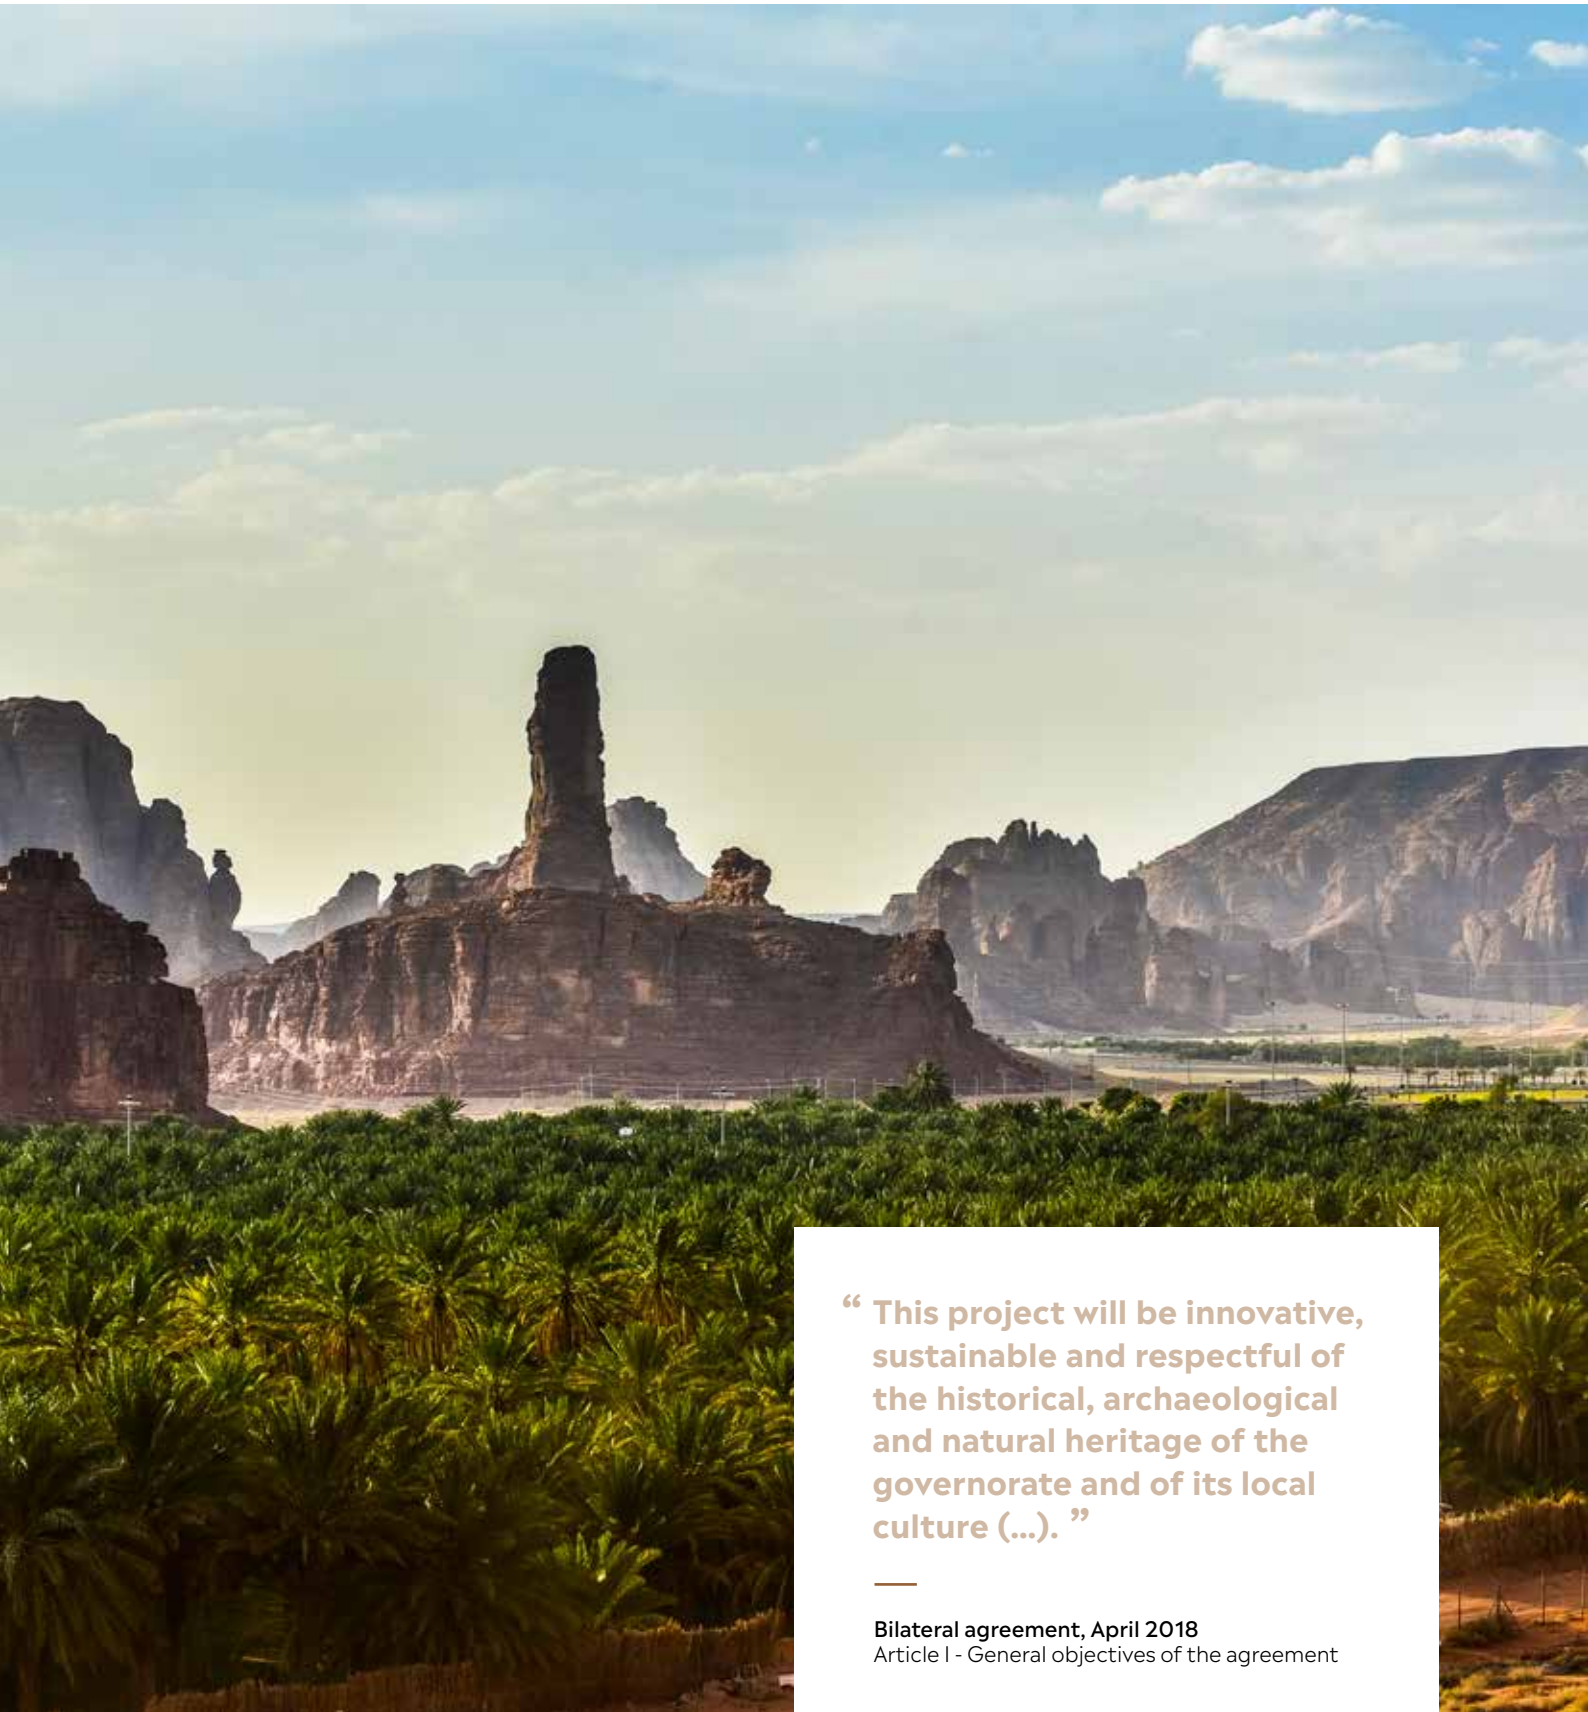 “ This project will be innovative,
sustainable and respectful of
the historical, archaeological
and natural heritage of the
governorate and of its local
culture (...). ”
Bilateral agreement, April 2018
Article I - General objectives of the agreement